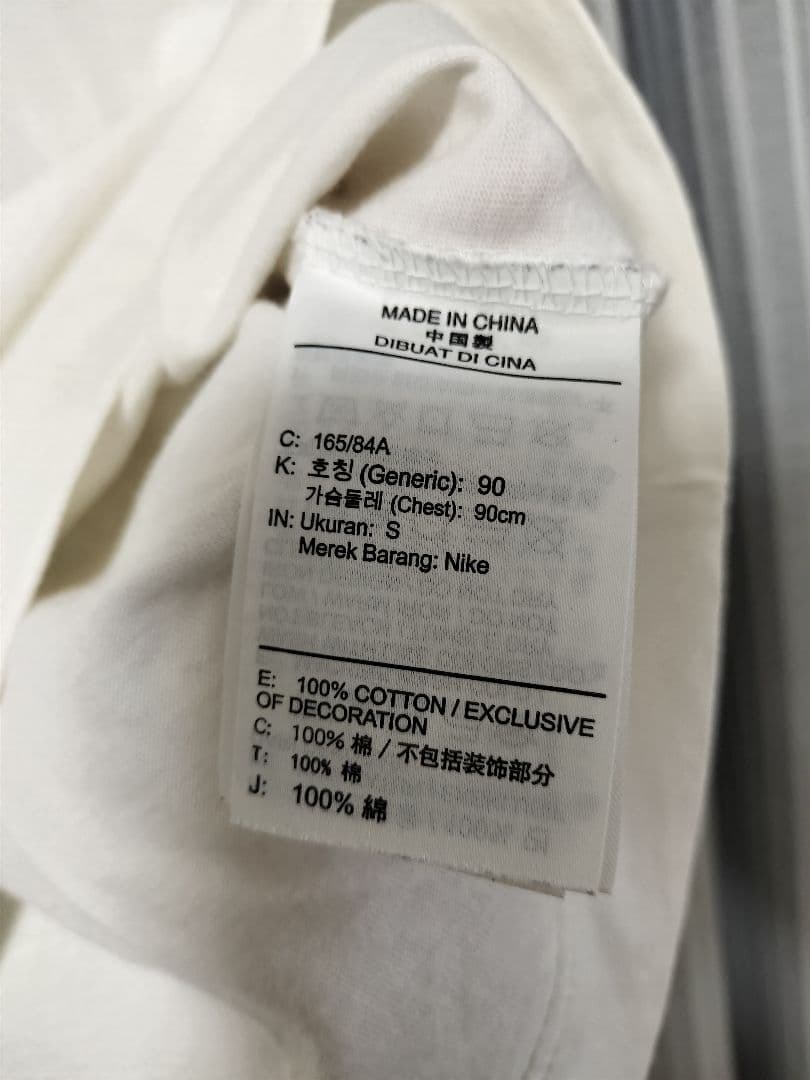 MADE IN CHINA
中国製
DIBUAT DI CINA
C: 165/84A
K: 호칭 (Generic): 90
가슴둘레 (Chest): 90cm
IN: Ukuran: S
Merek Barang: Nike
E: 100% COTTON / EXCLUSIVE
OF DECORATION
C: 100% 棉 / 不包括装饰部分
T: 100% 棉
J: 100% 綿